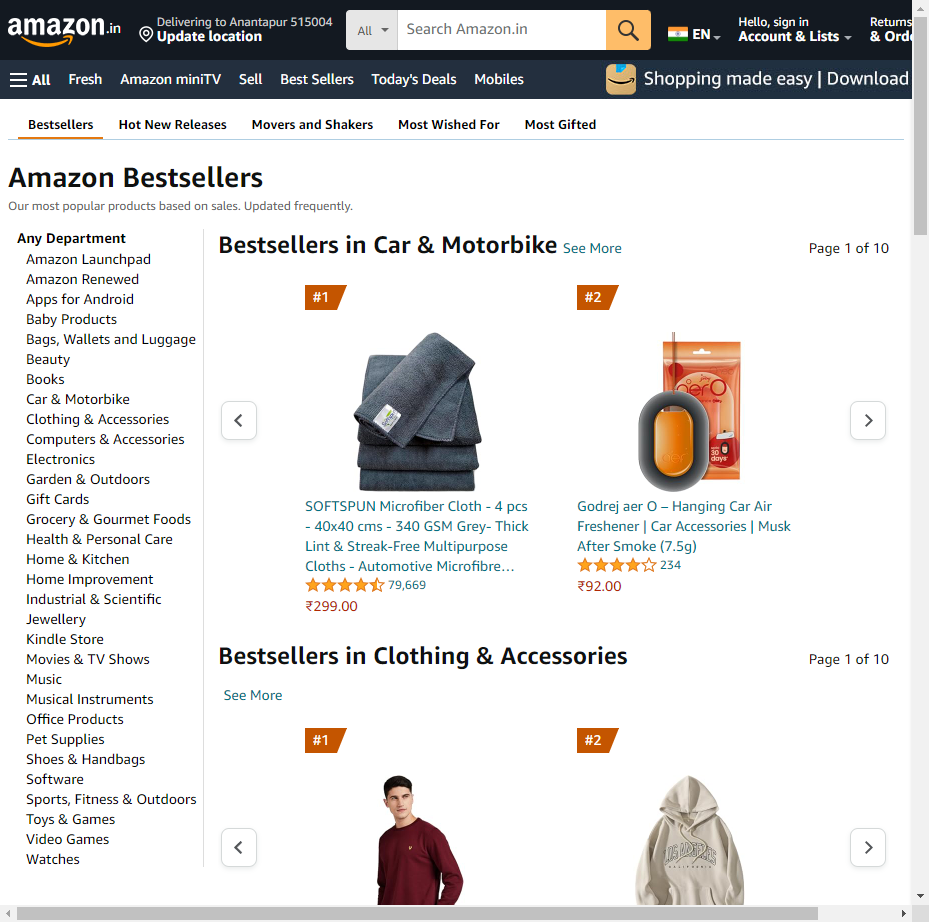 amazon.in
Delivering to Anantapur 515004
Update location
All
Search Amazon.in
EN
Hello, sign in
Account & Lists
Returns
& Orde
All
Fresh
Amazon miniTV
Sell
Best Sellers
Today's Deals
Mobiles
Shopping made easy | Download
Bestsellers
Hot New Releases
Movers and Shakers
Most Wished For
Most Gifted
Amazon Bestsellers
Our most popular products based on sales. Updated frequently.
Any Department
Amazon Launchpad
Amazon Renewed
Apps for Android
Baby Products
Bags, Wallets and Luggage
Beauty
Books
Car & Motorbike
Clothing & Accessories
Computers & Accessories
Electronics
Garden & Outdoors
Gift Cards
Grocery & Gourmet Foods
Health & Personal Care
Home & Kitchen
Home Improvement
Industrial & Scientific
Jewellery
Kindle Store
Movies & TV Shows
Music
Musical Instruments
Office Products
Pet Supplies
Shoes & Handbags
Software
Sports, Fitness & Outdoors
Toys & Games
Video Games
Watches
Bestsellers in Car & Motorbike See More
Page 1 of 10
#1
SOFTSPUN Microfiber Cloth - 4 pcs
- 40x40 cms - 340 GSM Grey- Thick
Lint & Streak-Free Multipurpose
Cloths - Automotive Microfibre…
79,669
₹299.00
#2
aer O
30
days
Godrej aer O – Hanging Car Air
Freshener | Car Accessories | Musk
After Smoke (7.5g)
234
₹92.00
Bestsellers in Clothing & Accessories
Page 1 of 10
See More
#1
#2
LOS ANGELES
CALIFORNIA